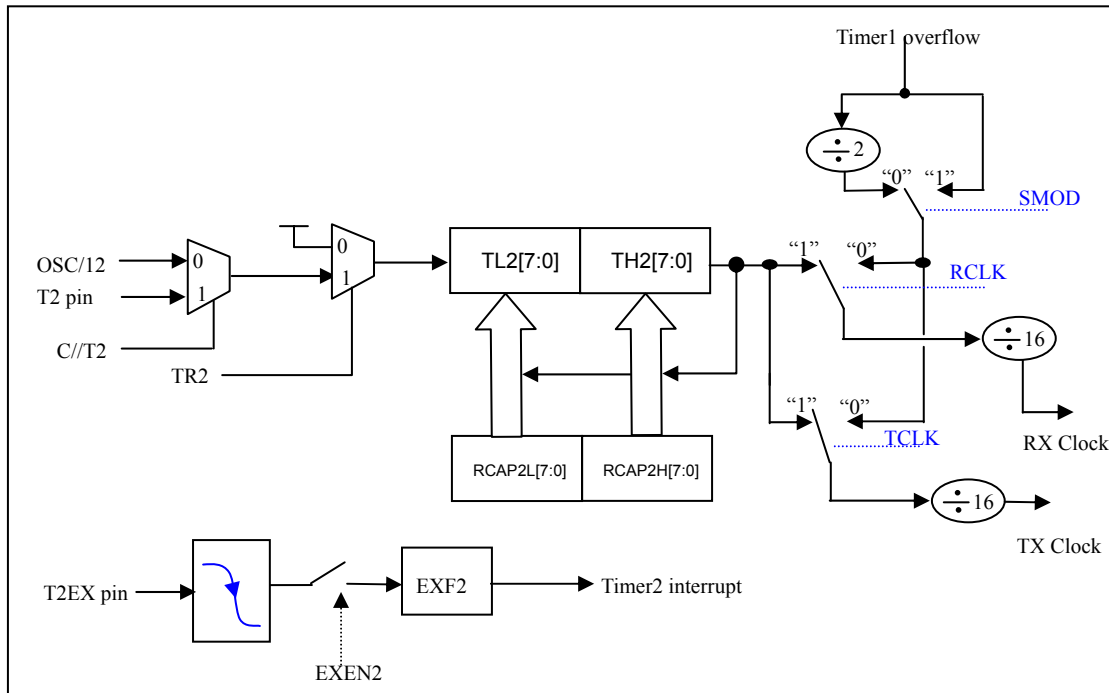 Timer1 overflow
÷ 2
“0” “1”
SMOD
OSC/12
0
T2 pin
1
C//T2
0
1
TR2
TL2[7:0]
TH2[7:0]
“1” “0”
RCLK
÷ 16
RX Clock
“1” “0”
TCLK
÷ 16
TX Clock
RCAP2L[7:0]
RCAP2H[7:0]
T2EX pin
EXF2
Timer2 interrupt
EXEN2